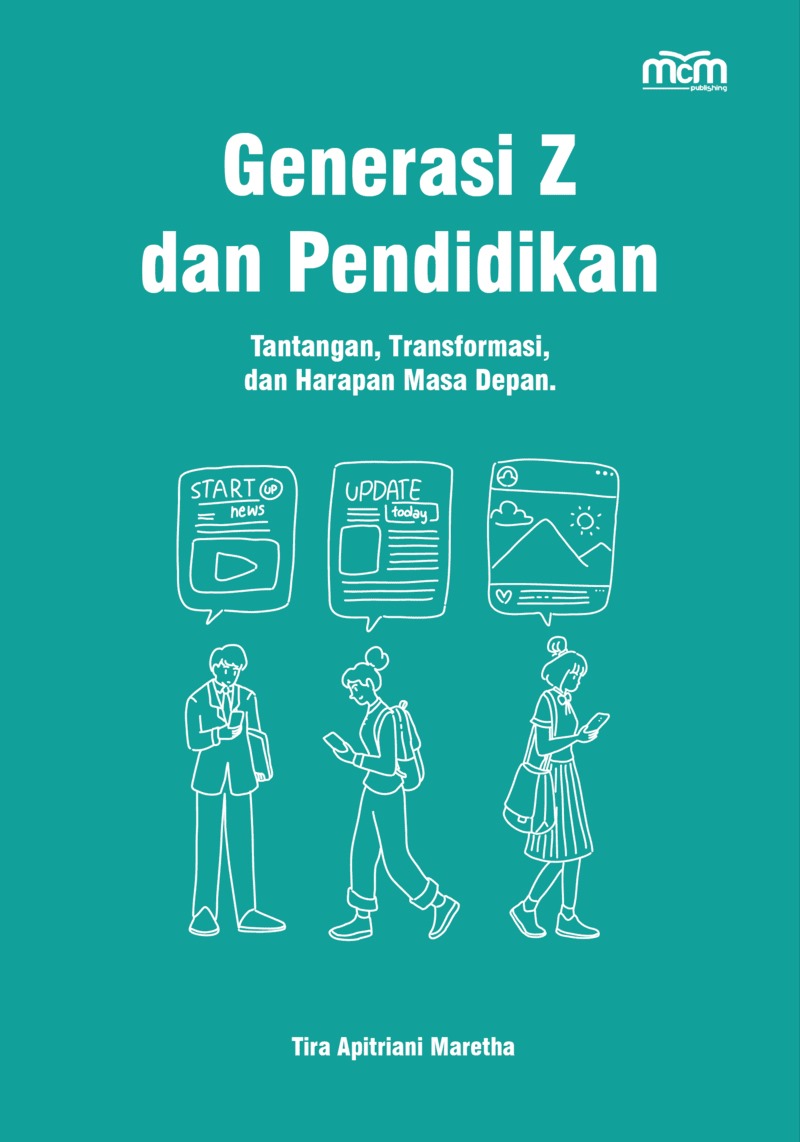 mcm
publishing
Generasi Z
dan Pendidikan
Tantangan, Transformasi,
dan Harapan Masa Depan.
START UP
news
UPDATE
today
Tira Apitriani Maretha